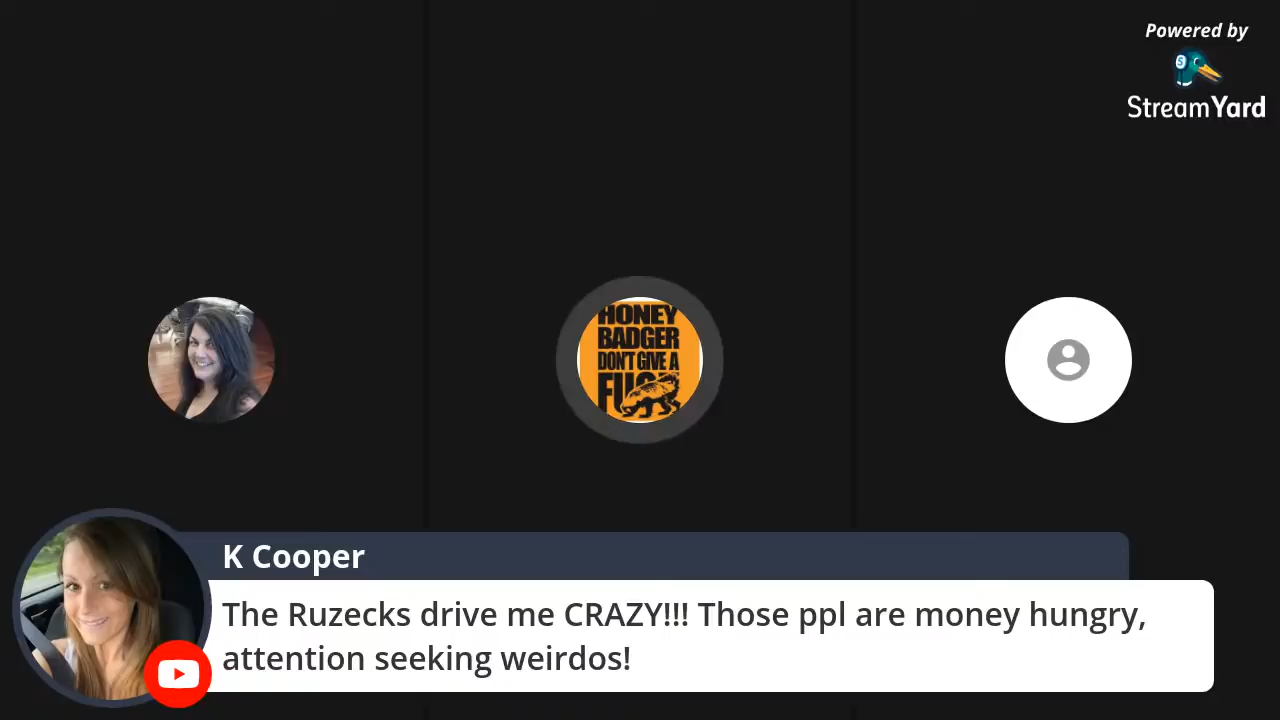 Powered by
StreamYard
HONEY
BADGER
DON'T GIVE A
K Cooper
The Ruzecks drive me CRAZY!!! Those ppl are money hungry,
attention seeking weirdos!